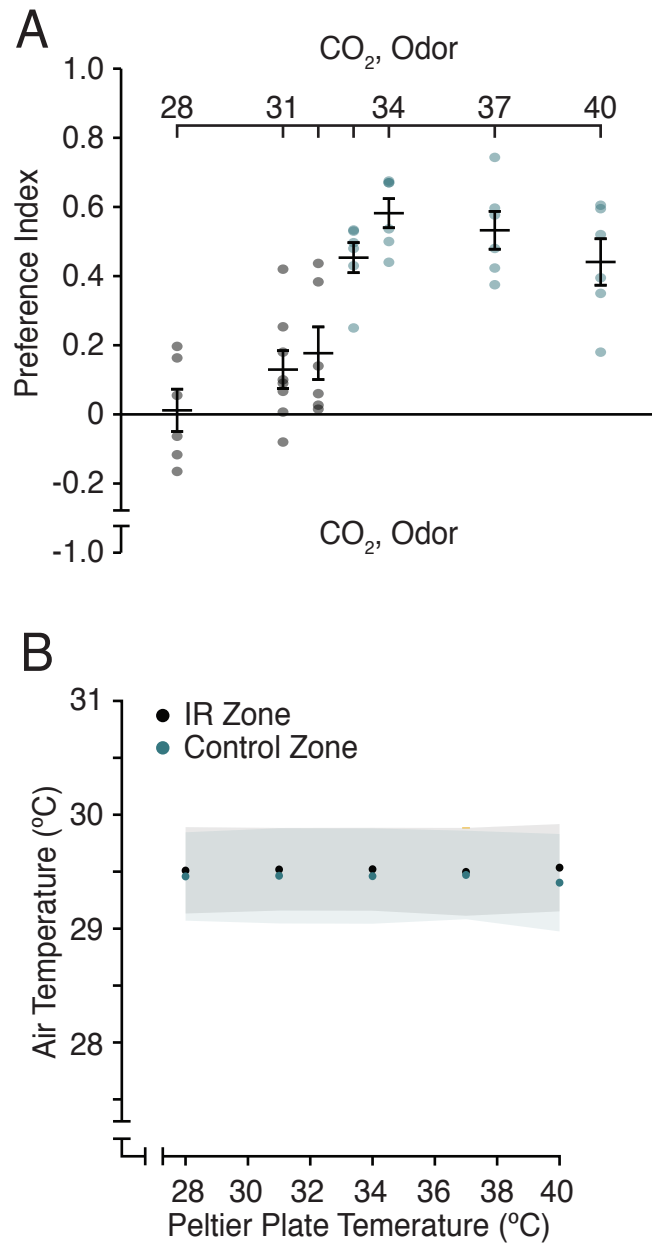 A
CO2, Odor
1.0
28 31 34 37 40
0.8
0.6
0.4
0.2
0
-0.2
-1.0
Preference Index
CO2, Odor
B
31
IR Zone
Control Zone
30
29
28
Air Temperature (ºC)
28 30 32 34 36 38 40
Peltier Plate Temerature (ºC)